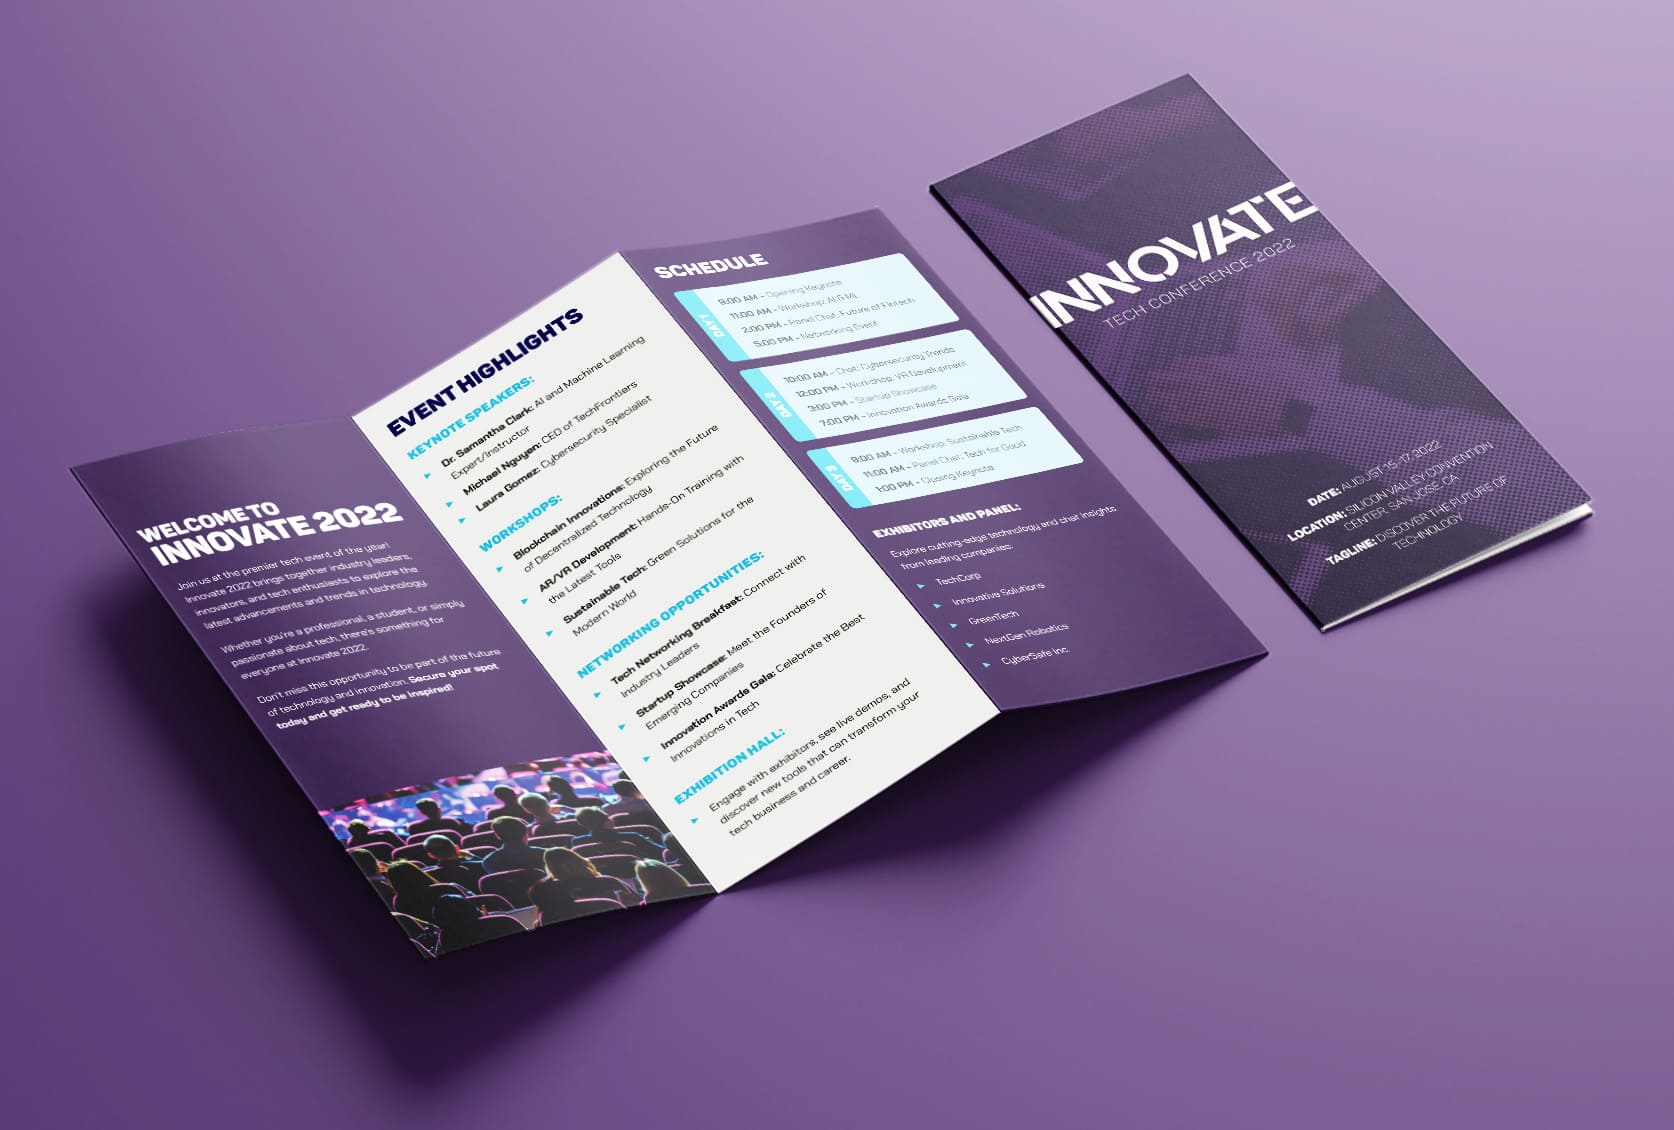 WELCOME TO
INNOVATE 2022
Join us at the premier tech event of the year!
Innovate 2022 brings together industry leaders,
innovators, and tech enthusiasts to explore the
latest advancements and trends in technology.
Whether you're a professional, a student, or simply
passionate about tech, there's something for
everyone at Innovate 2022.
Don't miss this opportunity to be part of the future
of technology and innovation. Secure your spot
today and get ready to be inspired!
EVENT HIGHLIGHTS
KEYNOTE SPEAKERS:
Dr. Samantha Clark: AI and Machine Learning
Expert/Instructor
Michael Nguyen: CEO of TechFrontiers
Laura Gomez: Cybersecurity Specialist
WORKSHOPS:
Blockchain Innovations: Exploring the Future
of Decentralized Technology
AR/VR Development: Hands-On Training with
the Latest Tools
Sustainable Tech: Green Solutions for the
Modern World
NETWORKING OPPORTUNITIES:
Tech Networking Breakfast: Connect with
Industry Leaders
Startup Showcase: Meet the Founders of
Emerging Companies
Innovation Awards Gala: Celebrate the Best
Innovations in Tech
EXHIBITION HALL:
Engage with exhibitors, see live demos, and
discover new tools that can transform your
tech business and career.
SCHEDULE
DAY 1
9:00 AM - Opening Keynote
11:00 AM - Workshop: AI & ML
2:00 PM - Panel Chat: Future of Fintech
5:00 PM - Networking Event
DAY 2
10:00 AM - Chat: Cybersecurity Trends
12:00 PM - Workshop: VR Development
3:00 PM - Startup Showcase
7:00 PM - Innovation Awards Gala
DAY 3
9:00 AM - Workshop: Sustainable Tech
11:00 AM - Panel Chat: Tech for Good
1:00 PM - Closing Keynote
EXHIBITORS AND PANEL:
Explore cutting-edge technology and chat insights
from leading companies:
TechCorp
Innovative Solutions
GreenTech
NextGen Robotics
CyberSafe Inc.
INNOVATE
TECH CONFERENCE 2022
DATE: AUGUST 15-17, 2022
LOCATION: SILICON VALLEY CONVENTION
CENTER, SAN JOSE, CA
TAGLINE: DISCOVER THE FUTURE OF
TECHNOLOGY